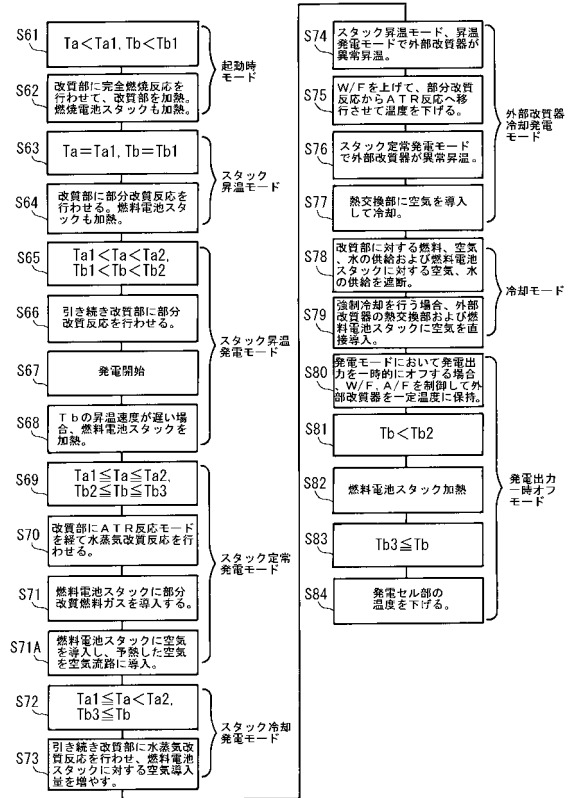 S61
Ta＜Ta1, Tb＜Tb1
S62
改質部に完全燃焼反応を
行わせて、改質部を加熱。
燃焼電池スタックも加熱。
起動時
モード
S63
Ta＝Ta1, Tb＝Tb1
S64
改質部に部分改質反応を
行わせる。燃料電池スタ
ックも加熱。
スタック
昇温モード
S65
Ta1＜Ta＜Ta2,
Tb1＜Tb＜Tb2
S66
引き続き改質部に部分
改質反応を行わせる。
S67
発電開始
S68
Tbの昇温速度が遅い場
合、燃料電池スタックを
加熱。
スタック昇温
発電モード
S69
Ta1≦Ta≦Ta2,
Tb2≦Tb≦Tb3
S70
改質部にATR反応モード
を経て水蒸気改質反応を行
わせる。
S71
燃料電池スタックに部分
改質燃料ガスを導入する。
S71A
燃料電池スタックに空気
を導入し、予熱した空気
を空気流路に導入。
スタック定常
発電モード
S72
Ta1≦Ta＜Ta2,
Tb3≦Tb
S73
引き続き改質部に水蒸気改
質反応を行わせ、燃料電池
スタックに対する空気導入
量を増やす。
スタック冷却
発電モード
S74
スタック昇温モード、昇温
発電モードで外部改質器が
異常昇温。
S75
W/Fを上げて、部分改質
反応からATR反応へ移
行させて温度を下げる。
S76
スタック定常発電モード
で外部改質器が異常昇温。
S77
熱交換部に空気を導入
して冷却。
外部改質器
冷却発電
モード
S78
改質部に対する燃料、空気
、水の供給および燃料電池
スタックに対する空気、水
の供給を遮断。
S79
強制冷却を行う場合、外部
改質器の熱交換部および燃
料電池スタックに空気を直
接導入。
冷却モード
S80
発電モードにおいて発電出
力を一時的にオフする場合
、W/F,A/Fを制御して外
部改質器を一定温度に保持。
S81
Tb＜Tb2
S82
燃料電池スタック加熱
S83
Tb3≦Tb
S84
発電セル部の
温度を下げる。
発電出力
一時オフ
モード